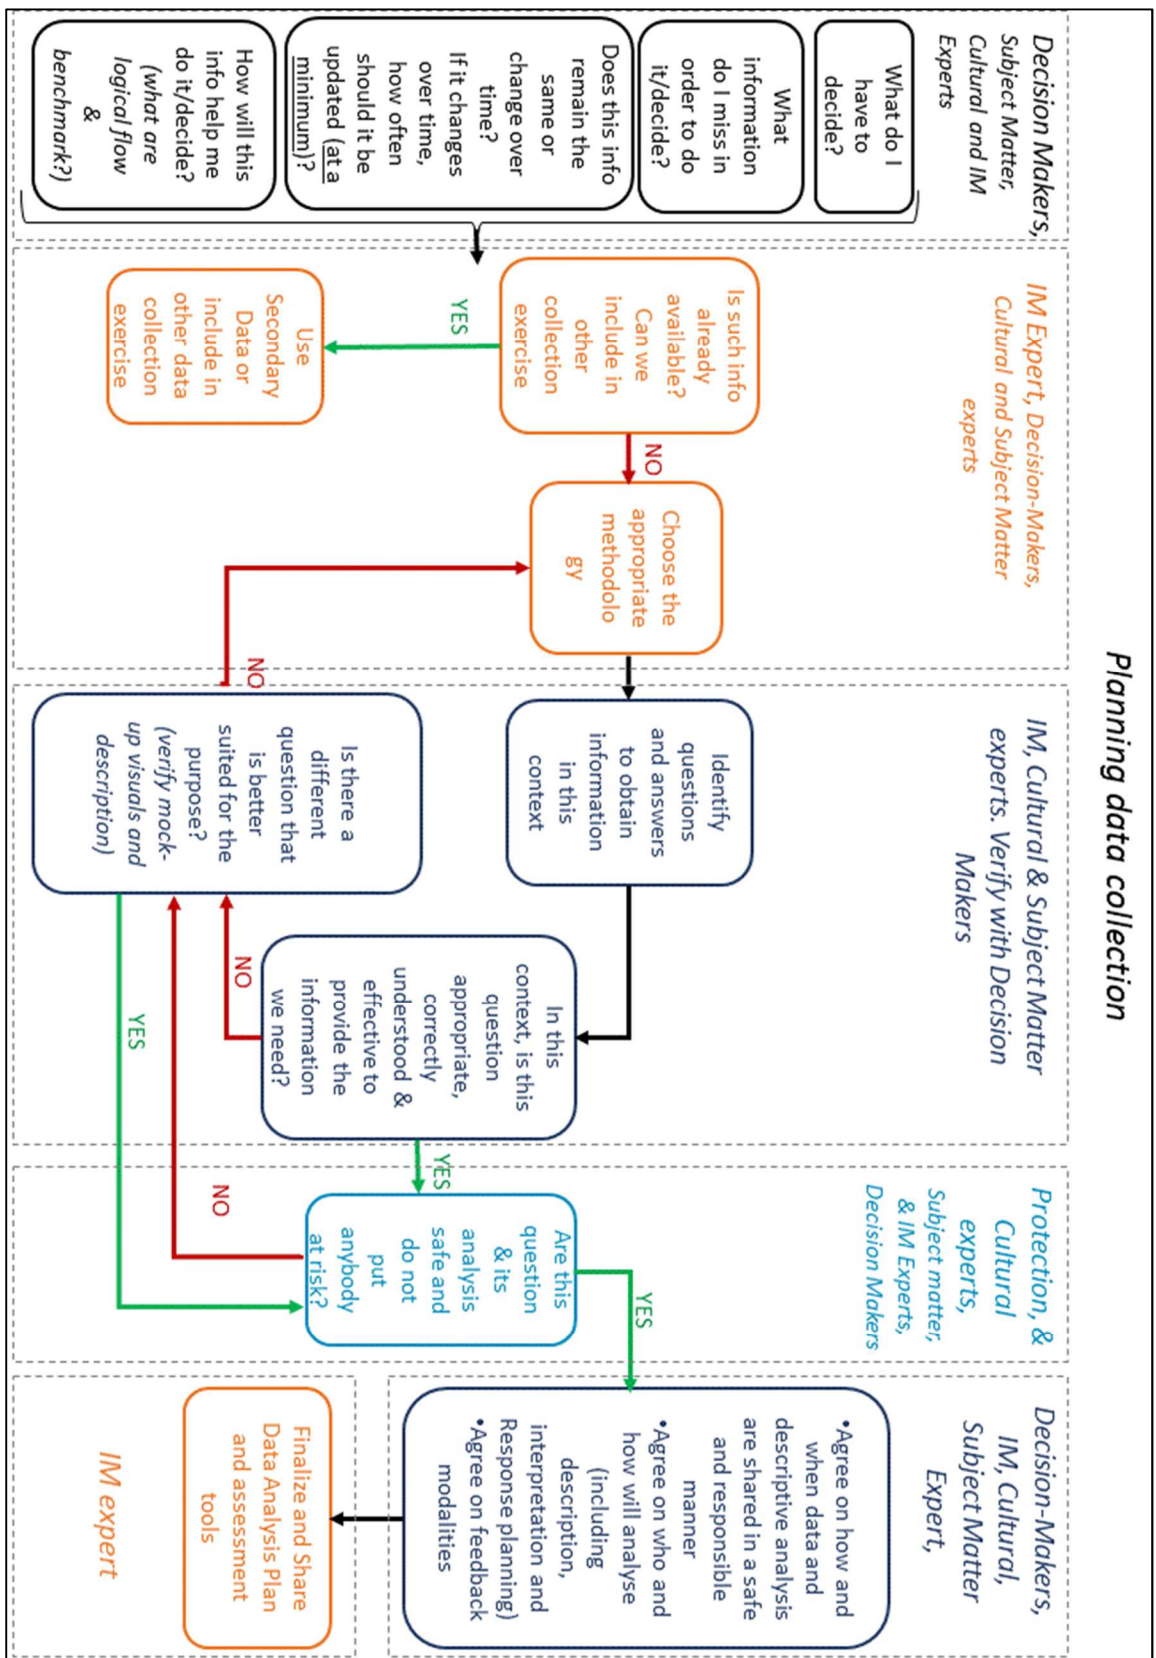 Planning data collection
Decision Makers,
Subject Matter,
Cultural and IM
Experts
What do I
have to
decide?
What
information
do I miss in
order to do
it/decide?
Does this info
remain the
same or
change over
time?
If it changes
over time,
how often
should it be
updated (at a
minimum)?
How will this
info help me
do it/decide?
(what are
logical flow
&
benchmark?)
IM Expert, Decision-Makers,
Cultural and Subject Matter
experts
Is such info
already
available?
Can we
include in
other
collection
exercise
YES
Use
Secondary
Data or
include in
other data
collection
exercise
NO
Choose the
appropriate
methodolo
gy
IM, Cultural & Subject Matter
experts. Verify with Decision
Makers
Identify
questions
and answers
to obtain
information
in this
context
NO
Is there a
different
question that
is better
suited for the
purpose?
(verify mock-
up visuals and
description)
In this
context, is this
question
appropriate,
correctly
understood &
effective to
provide the
information
we need?
NO
YES
YES
Protection, &
Cultural
experts,
Subject matter,
& IM Experts,
Decision Makers
Are this
question
& its
analysis
safe and
do not
put
anybody
at risk?
NO
YES
Decision-Makers,
IM, Cultural,
Subject Matter
Expert,
•Agree on how and
when data and
descriptive analysis
are shared in a safe
and responsible
manner
•Agree on who and
how will analyse
(including
description,
interpretation and
Response planning)
•Agree on feedback
modalities
Finalize and Share
Data Analysis Plan
and assessment
tools
IM expert